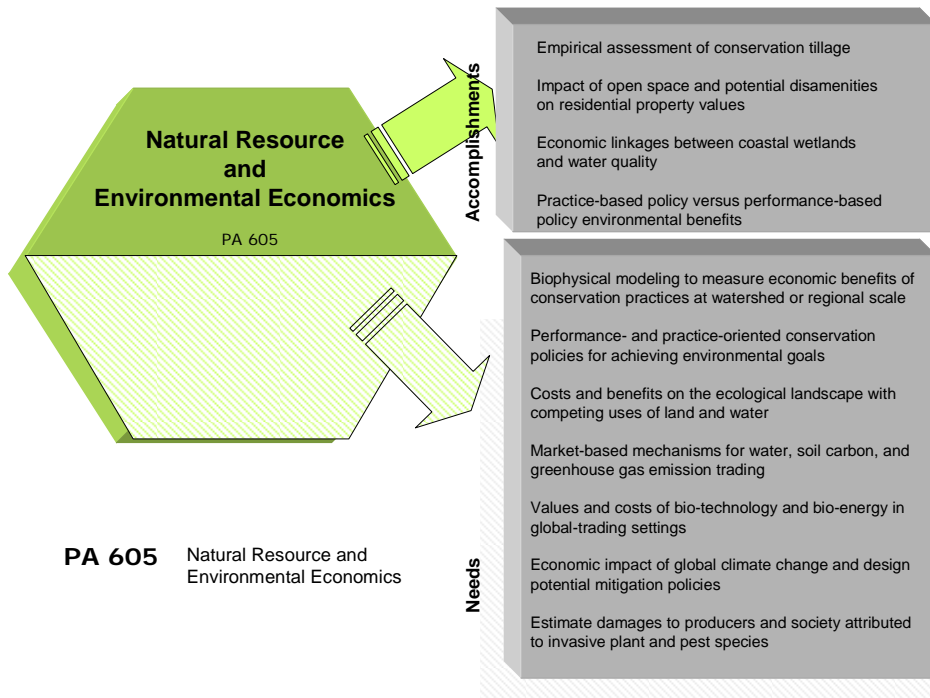 Natural Resource
and
Environmental Economics
PA 605
Accomplishments
Empirical assessment of conservation tillage
Impact of open space and potential disamenities
on residential property values
Economic linkages between coastal wetlands
and water quality
Practice-based policy versus performance-based
policy environmental benefits
Needs
Biophysical modeling to measure economic benefits of
conservation practices at watershed or regional scale
Performance- and practice-oriented conservation
policies for achieving environmental goals
Costs and benefits on the ecological landscape with
competing uses of land and water
Market-based mechanisms for water, soil carbon, and
greenhouse gas emission trading
Values and costs of bio-technology and bio-energy in
global-trading settings
Economic impact of global climate change and design
potential mitigation policies
Estimate damages to producers and society attributed
to invasive plant and pest species
PA 605
Natural Resource and
Environmental Economics